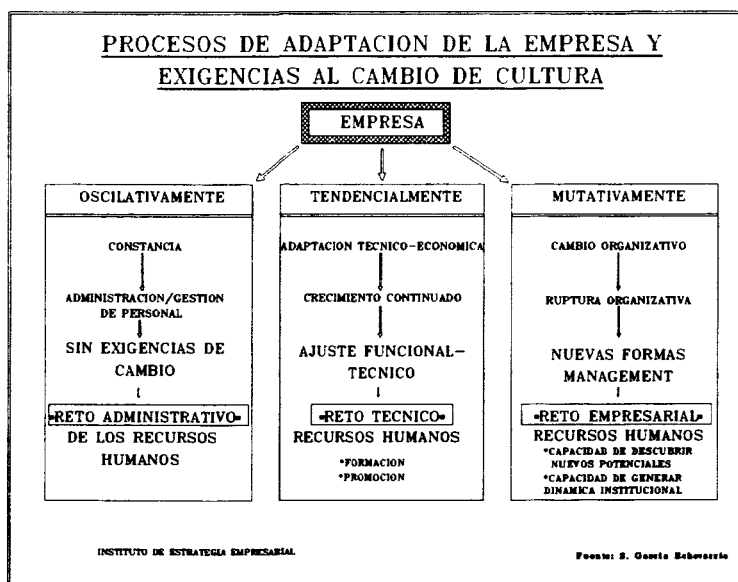 PROCESOS DE ADAPTACION DE LA EMPRESA Y
EXIGENCIAS AL CAMBIO DE CULTURA
EMPRESA
OSCILATIVAMENTE
CONSTANCIA
ADMINISTRACION/GESTION
DE PERSONAL
SIN EXIGENCIAS DE
CAMBIO
"RETO ADMINISTRATIVO"
DE LOS RECURSOS
HUMANOS
TENDENCIALMENTE
ADAPTACION TECNICO-ECONOMICA
CRECIMIENTO CONTINUADO
AJUSTE FUNCIONAL-
TECNICO
"RETO TECNICO"
RECURSOS HUMANOS
*FORMACION
*PROMOCION
MUTATIVAMENTE
CAMBIO ORGANIZATIVO
RUPTURA ORGANIZATIVA
NUEVAS FORMAS
MANAGEMENT
"RETO EMPRESARIAL"
RECURSOS HUMANOS
*CAPACIDAD DE DESCUBRIR
NUEVOS POTENCIALES
*CAPACIDAD DE GENERAR
DINAMICA INSTITUCIONAL
INSTITUTO DE ESTRATEGIA EMPRESARIAL
Fuente: S. García Echevarría